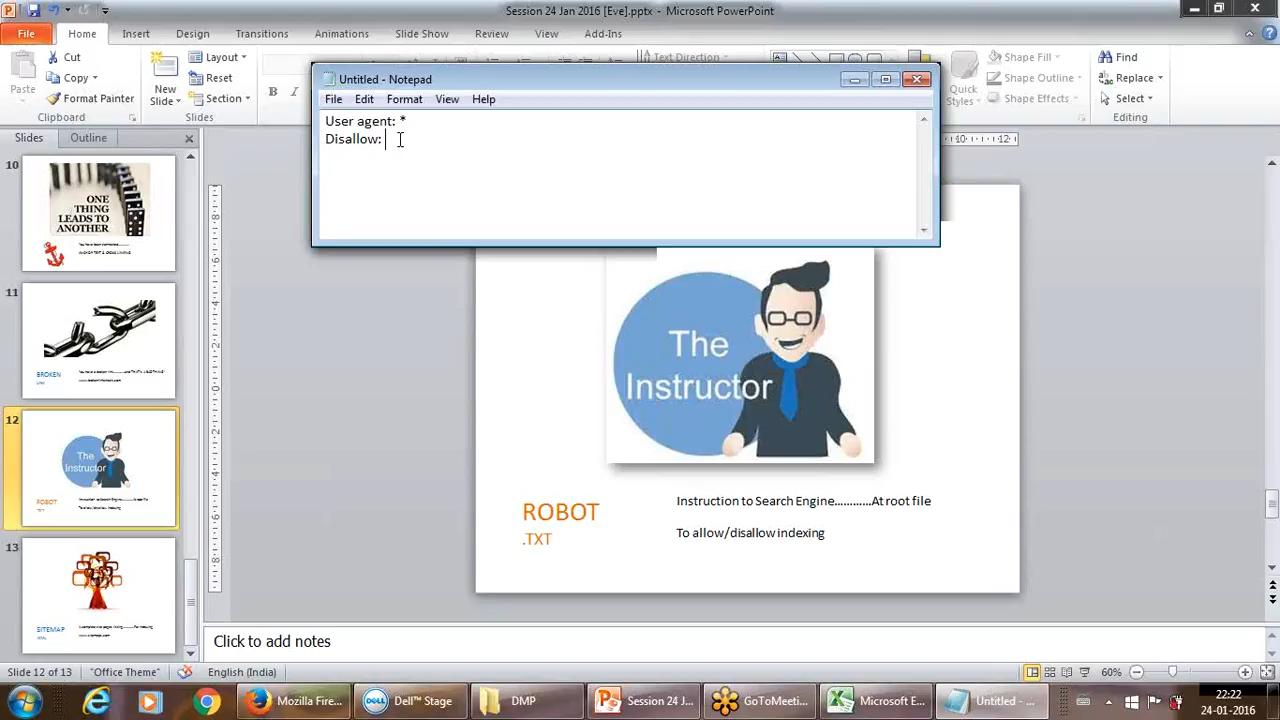 Session 24 Jan 2016 [Eve].pptx - Microsoft PowerPoint
File Home Insert Design Transitions Animations Slide Show Review View Add-Ins
Paste
Cut
Copy
Format Painter
Clipboard
New
Slide
Layout
Reset
Section
Slides
B I
Text Direction
Quick
Styles
Shape Fill
Shape Outline
Shape Effects
Find
Replace
Select
Editing
Untitled - Notepad
File Edit Format View Help
User agent: *
Disallow:
Slides Outline
10
ONE
THING
LEADS TO
ANOTHER
11
BROKEN
12
The
Instructor
ROBOT
13
SITEMAP
The
Instructor
ROBOT
.TXT
Instruction to Search Engine............At root file
To allow/disallow indexing
Click to add notes
Slide 12 of 13 "Office Theme" English (India) 60%
Mozilla Fire... Dell™ Stage DMP Session 24 J... GoToMeeti... Microsoft E... Untitled - ...
22:22
24-01-2016